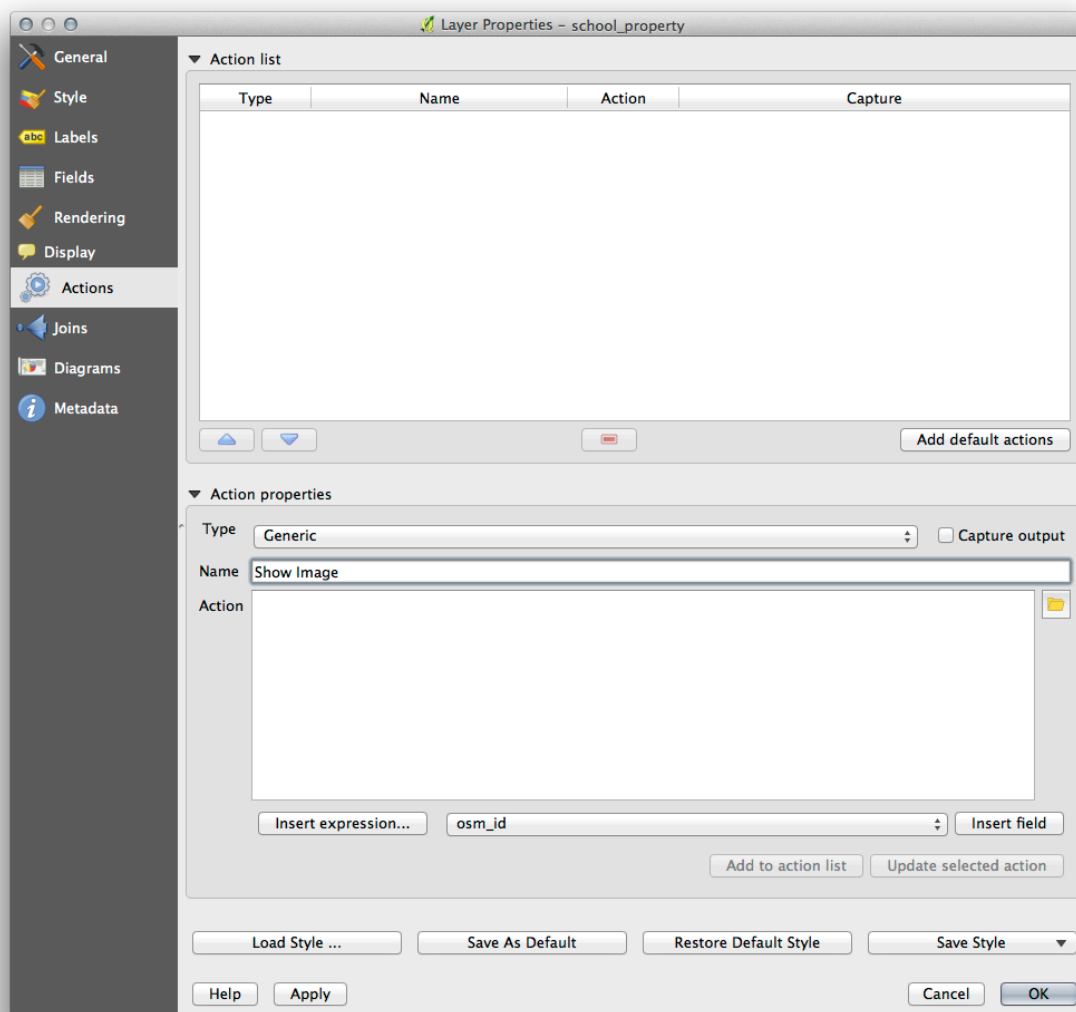 Layer Properties – school_property
General
Style
abc Labels
Fields
Rendering
Display
Actions
Joins
Diagrams
i Metadata
Action list
Type Name Action Capture
Add default actions
Action properties
Type Generic Capture output
Name Show Image
Action
Insert expression... osm_id Insert field
Add to action list Update selected action
Load Style ... Save As Default Restore Default Style Save Style
Help Apply Cancel OK